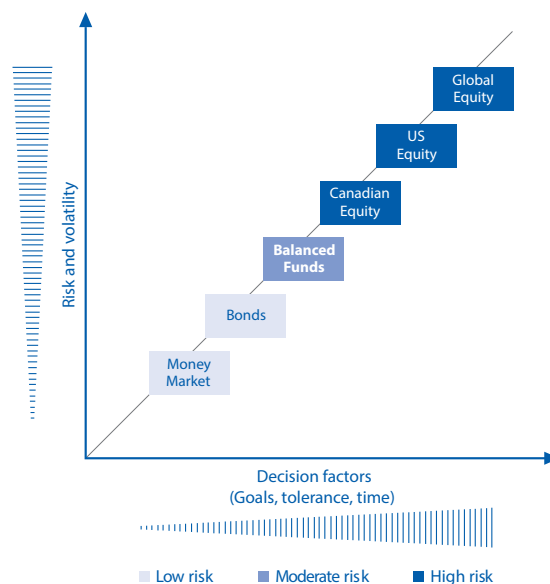 Global
Equity
US
Equity
Canadian
Equity
Balanced
Funds
Bonds
Money
Market
Risk and volatility
Decision factors
(Goals, tolerance, time)
Low risk
Moderate risk
High risk